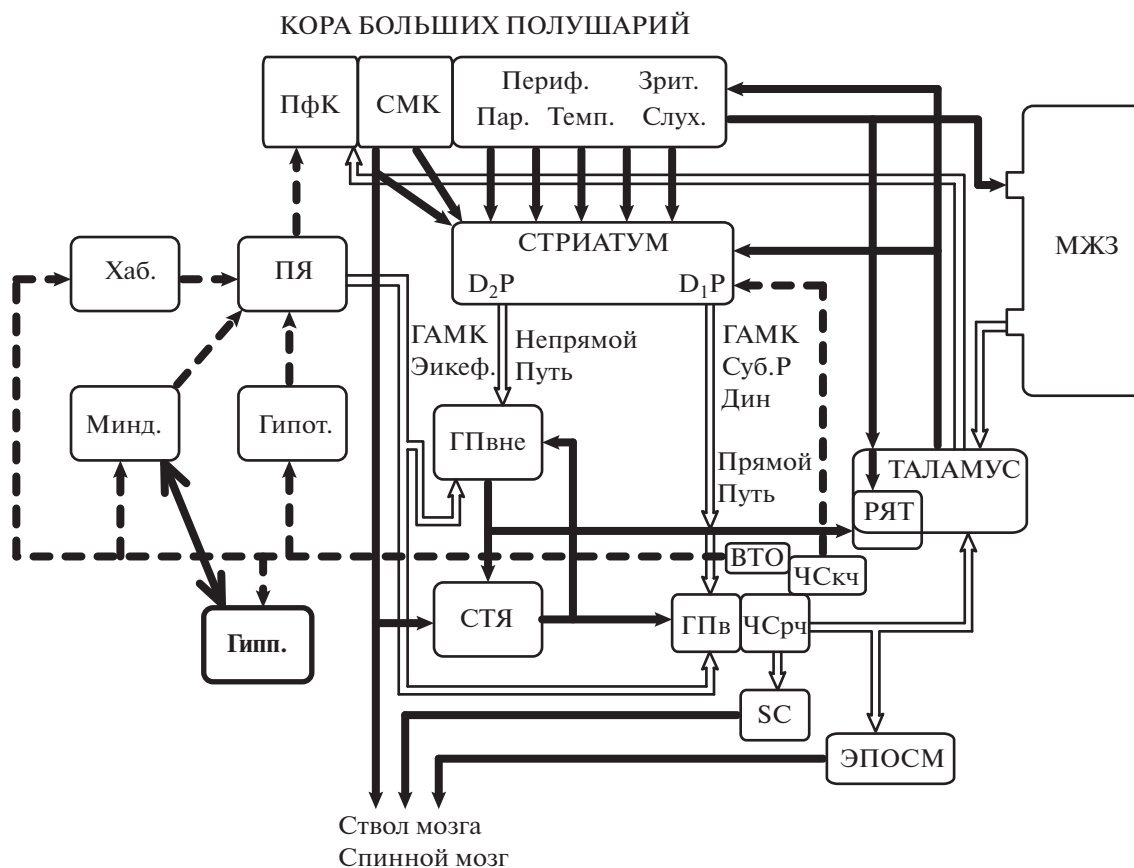 КОРА БОЛЬШИХ ПОЛУШАРИЙ
ПфК
СМК
Периф. Зрит.
Пар. Темп. Слух.
МЖЗ
Хаб.
ПЯ
СТРИАТУМ
D₂P D₁P
ГАМК
Эикеф.
Непрямой
Путь
ГАМК
Суб.Р
Дин
Минд.
Гипот.
ГПвне
Прямой
Путь
ТАЛАМУС
РЯТ
ВТО
ЧСкч
Гипп.
СТЯ
ГПв
ЧСрч
SC
ЭПОСМ
Ствол мозга
Спинной мозг